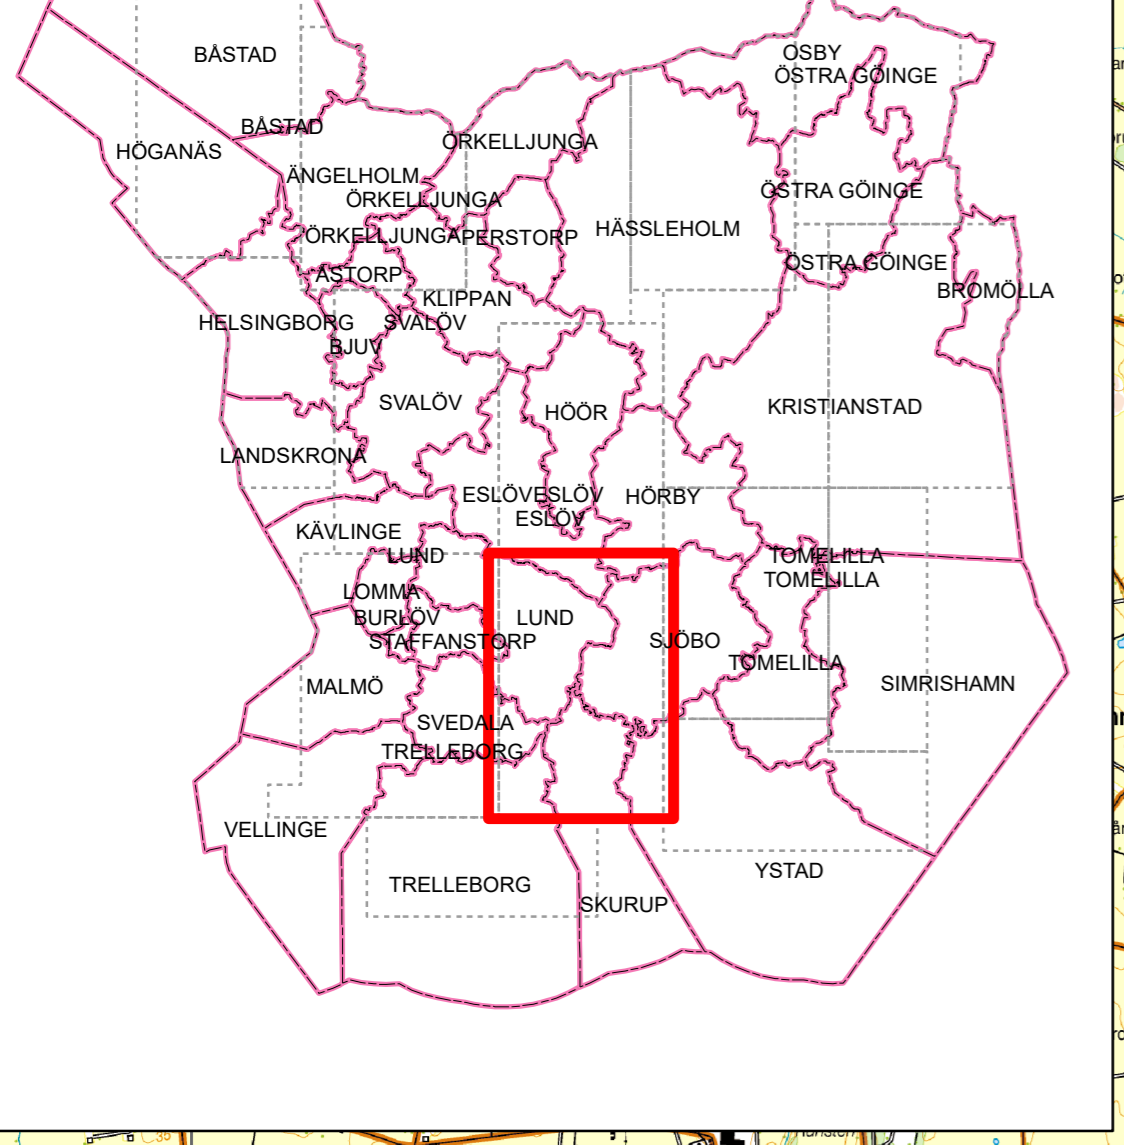 OSBY
BÅSTAD
ÖSTRA GÖINGE
BÅSTAD
ÖRKELLJUNGA
HÖGANÄS
ÄNGELHOLM
ÖSTRA GÖINGE
ÖRKELLJUNGA
HÄSSLEHOLM
ÖRKELLJUNGA
PERSTORP
ÖSTRA GÖINGE
ÅSTORP
BROMÖLLA
KLIPPAN
HELSINGBORG
SVALÖV
BJUV
SVALÖV
KRISTIANSTAD
HÖÖR
LANDSKRONA
ESLÖV
ESLÖV
HÖRBY
ESLÖV
KÄVLINGE
LUND
TOMELILLA
TOMELILLA
LOMMA
BURLÖV
LUND
STAFFANSTORP
SJÖBO
TOMELILLA
SIMRISHAMN
MALMÖ
SVEDALA
TRELLEBORG
VELLINGE
YSTAD
TRELLEBORG
SKURUP
35